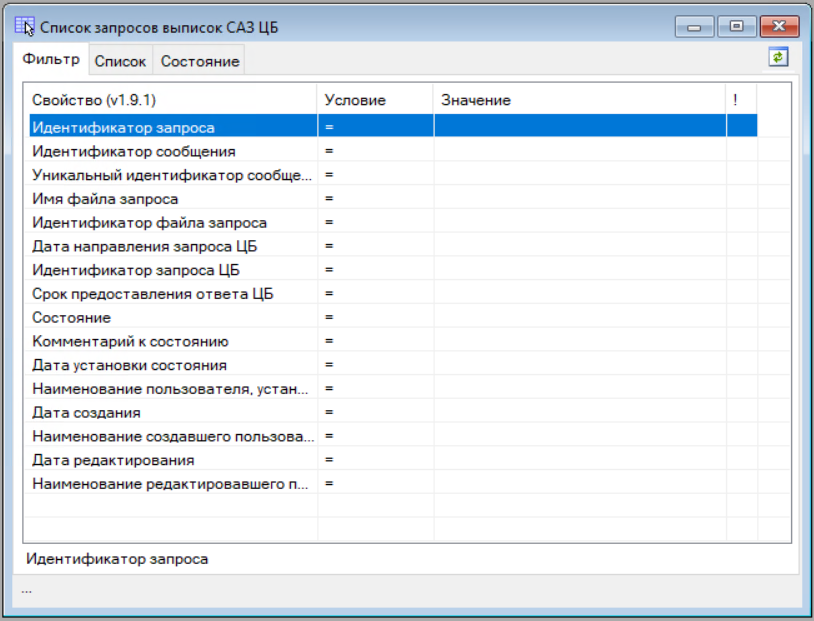 Список запросов выписок САЗ ЦБ
Фильтр Список Состояние
Свойство (v1.9.1) Условие Значение !
Идентификатор запроса =
Идентификатор сообщения =
Уникальный идентификатор сообще... =
Имя файла запроса =
Идентификатор файла запроса =
Дата направления запроса ЦБ =
Идентификатор запроса ЦБ =
Срок предоставления ответа ЦБ =
Состояние =
Комментарий к состоянию =
Дата установки состояния =
Наименование пользователя, устан... =
Дата создания =
Наименование создавшего пользова... =
Дата редактирования =
Наименование редактировавшего п... =
Идентификатор запроса
...